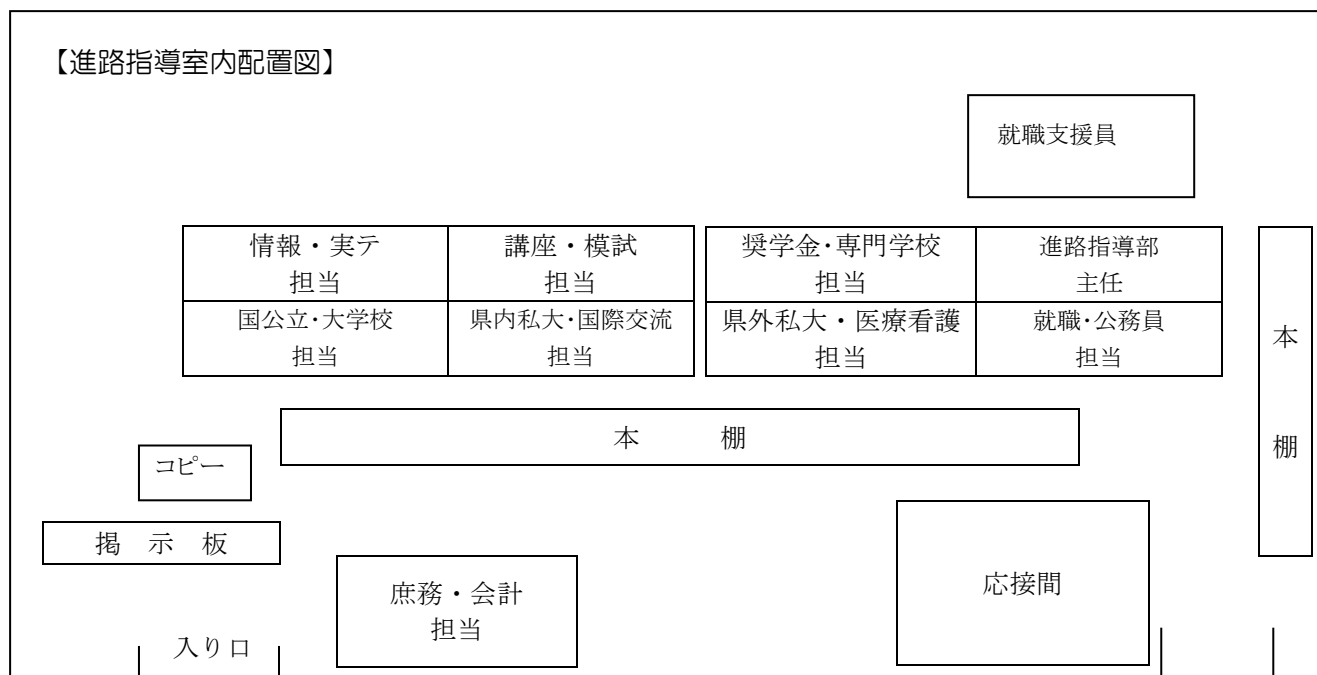 【進路指導室内配置図】
就職支援員
情報・実テ
担当
講座・模試
担当
奨学金・専門学校
担当
進路指導部
主任
国公立・大学校
担当
県内私大・国際交流
担当
県外私大・医療看護
担当
就職・公務員
担当
本棚
本　　棚
コピー
掲　示　板
庶務・会計
担当
応接間
入り口